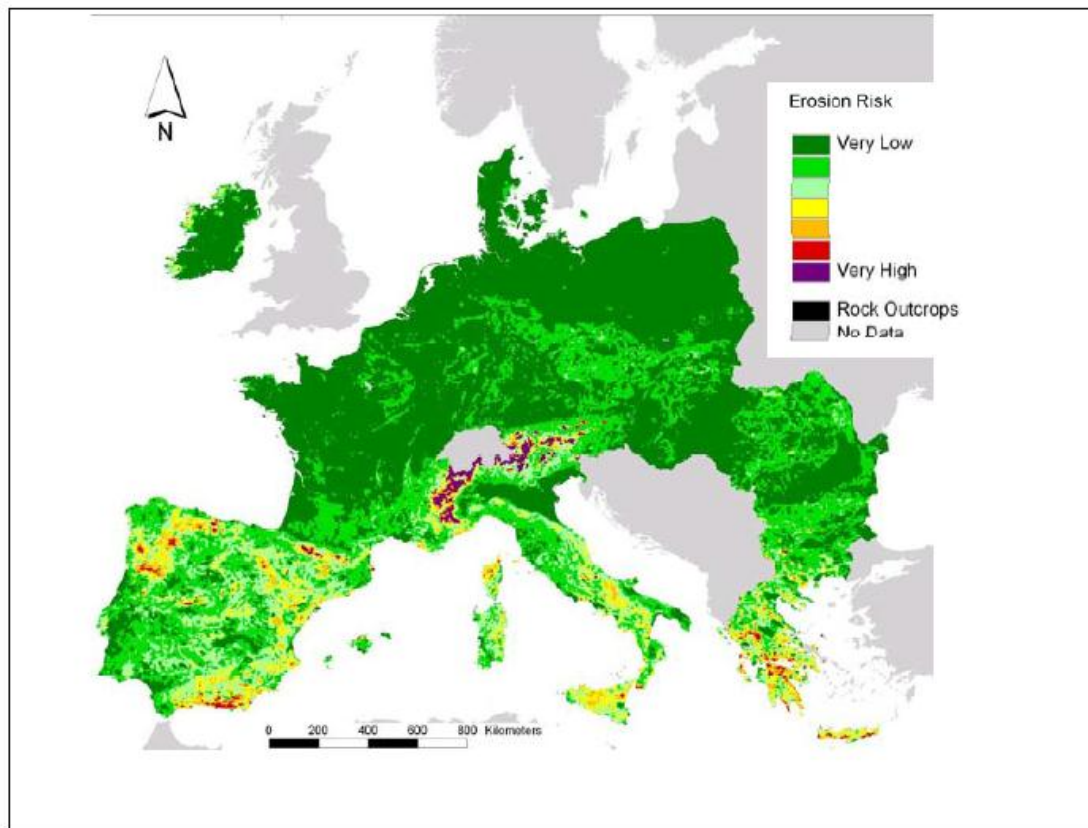 N
Erosion Risk
Very Low
Very High
Rock Outcrops
No Data
0 200 400 600 800 Kilometers